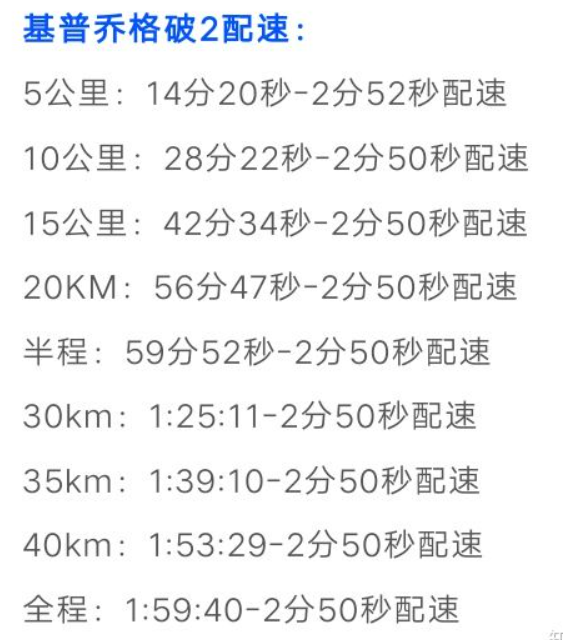 基普乔格破2配速：
5公里：14分20秒-2分52秒配速
10公里：28分22秒-2分50秒配速
15公里：42分34秒-2分50秒配速
20KM：56分47秒-2分50秒配速
半程：59分52秒-2分50秒配速
30km：1:25:11-2分50秒配速
35km：1:39:10-2分50秒配速
40km：1:53:29-2分50秒配速
全程：1:59:40-2分50秒配速